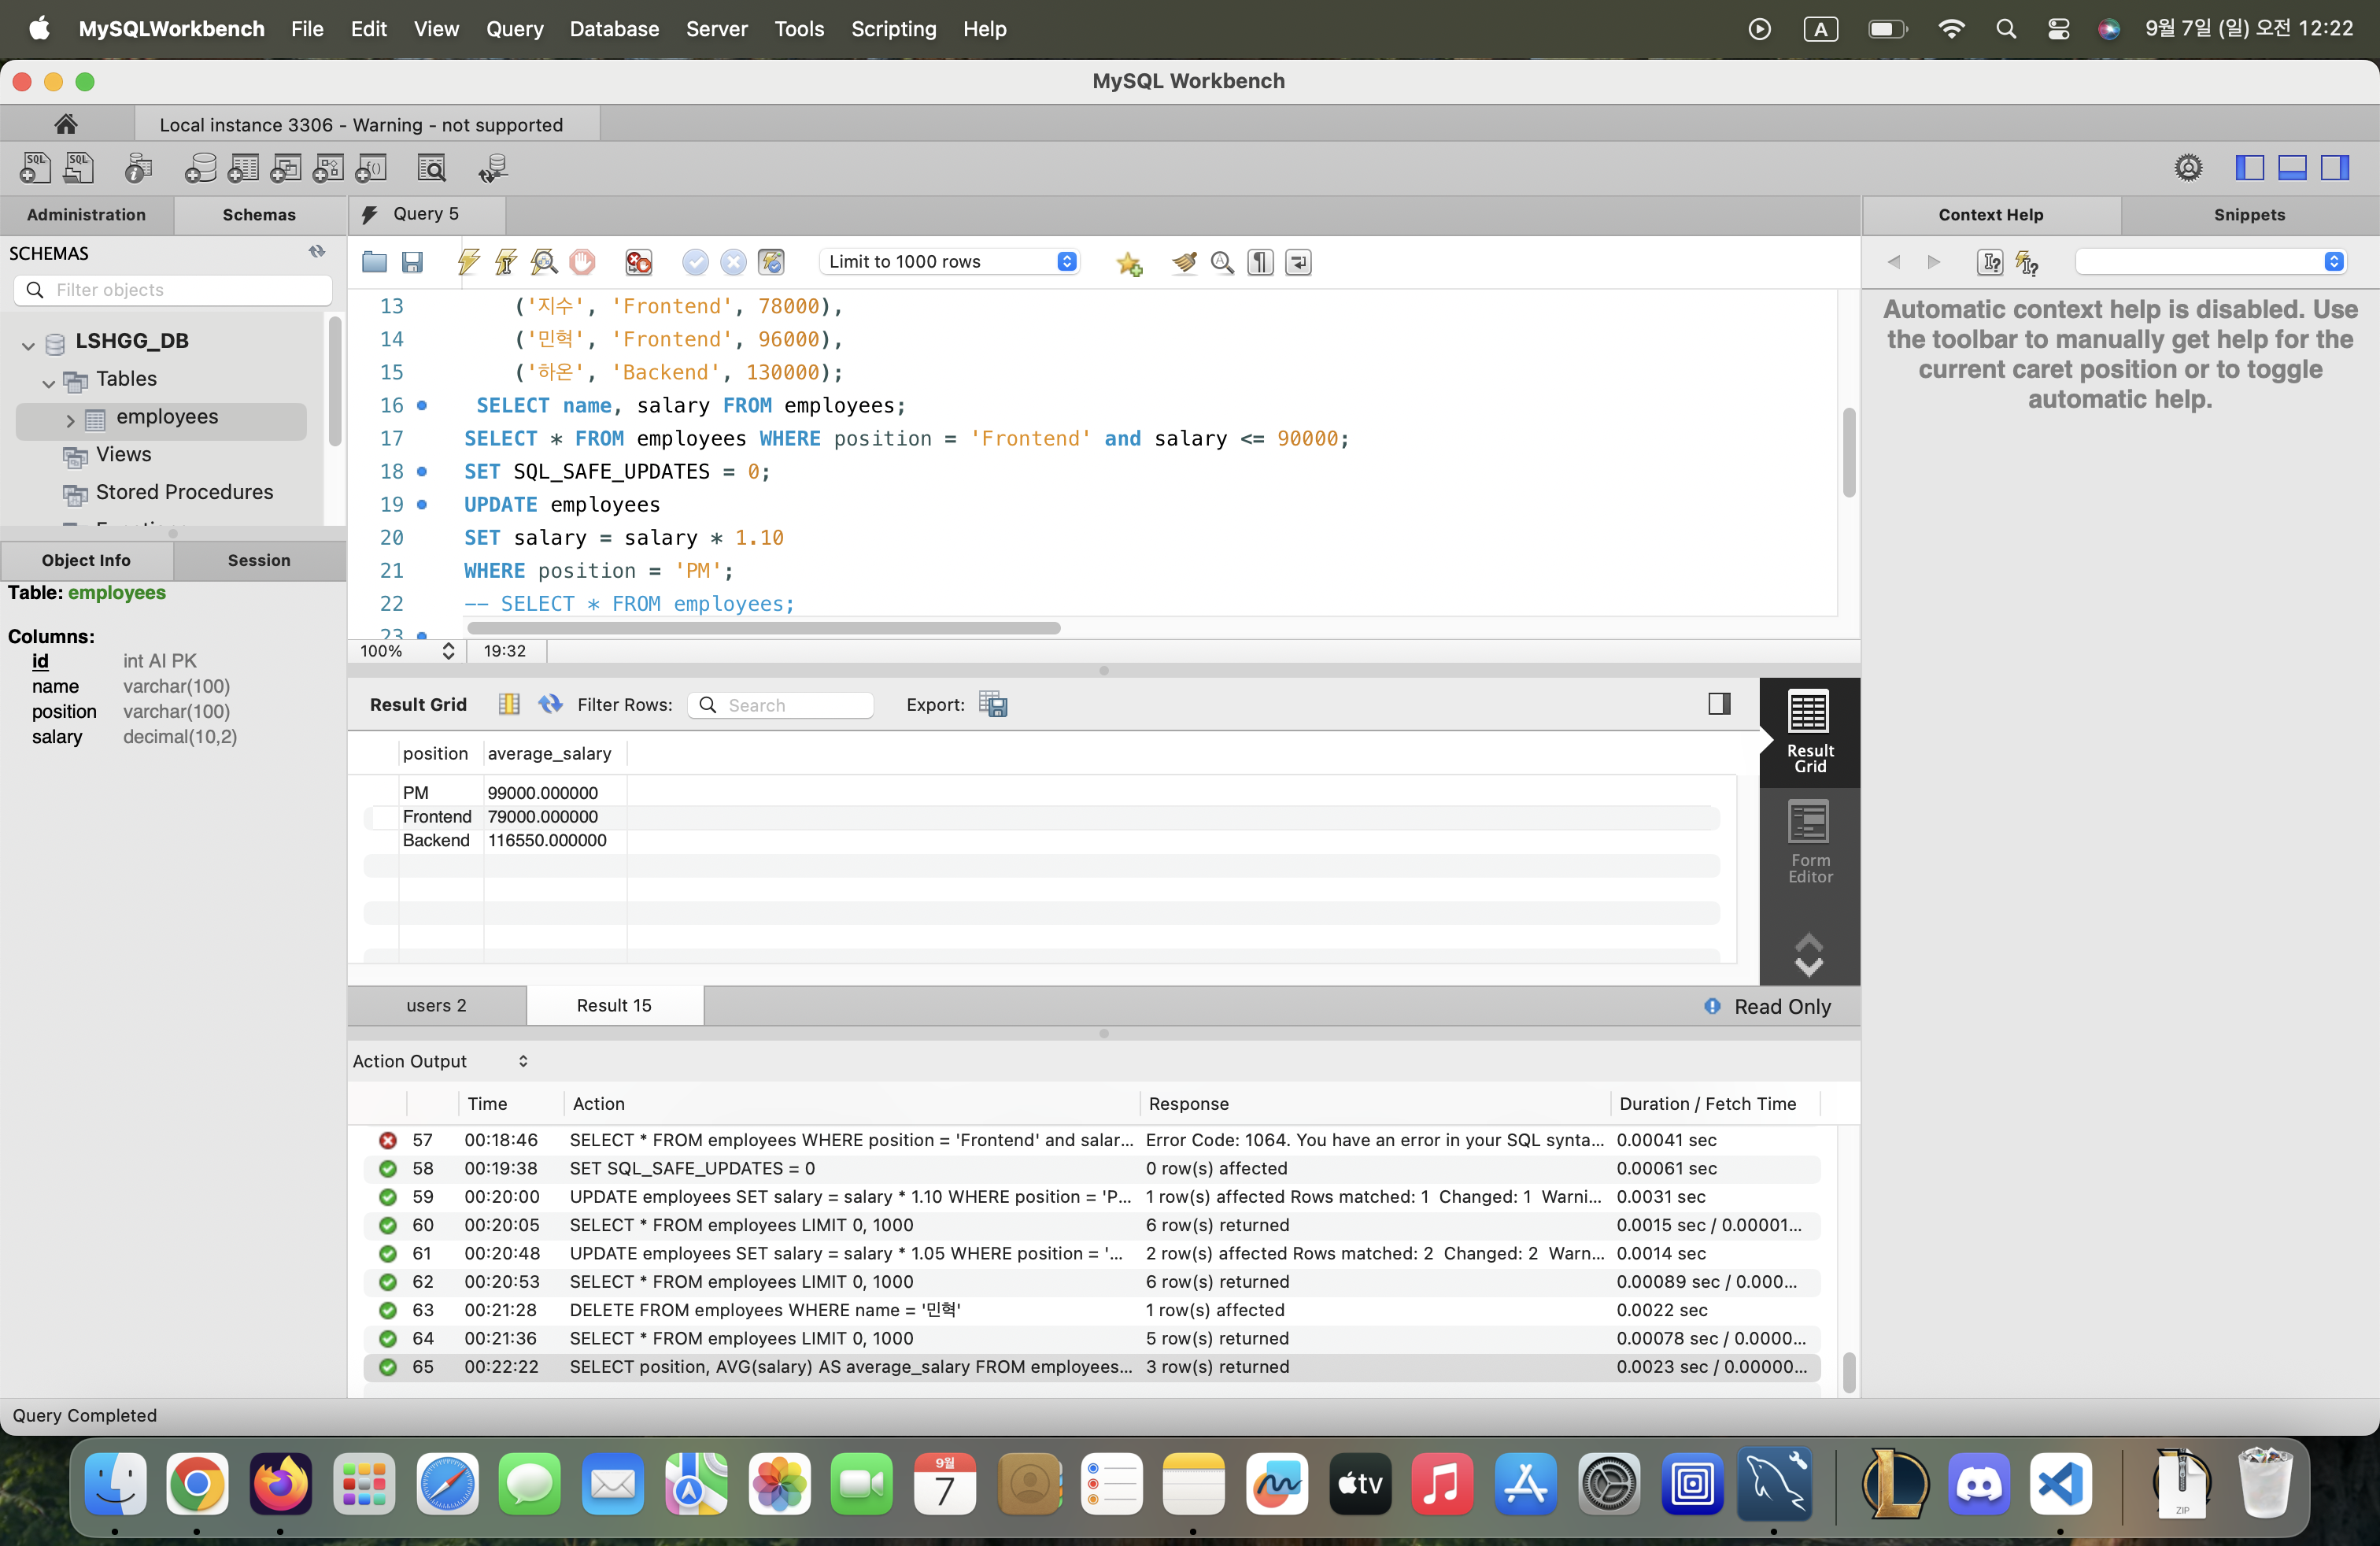 MySQLWorkbench File Edit View Query Database Server Tools Scripting Help A 9월 7일 (일) 오전 12:22
MySQL Workbench
Local instance 3306 - Warning - not supported
SQL SQL
Administration Schemas Query 5 Context Help Snippets
SCHEMAS
Limit to 1000 rows
Filter objects
LSHGG_DB
Tables
employees
Views
Stored Procedures
Object Info Session
Table: employees
Columns:
id int AI PK
name varchar(100)
position varchar(100)
salary decimal(10,2)
13 ('지수', 'Frontend', 78000),
14 ('민혁', 'Frontend', 96000),
15 ('하온', 'Backend', 130000);
16 SELECT name, salary FROM employees;
17 SELECT * FROM employees WHERE position = 'Frontend' and salary <= 90000;
18 SET SQL_SAFE_UPDATES = 0;
19 UPDATE employees
20 SET salary = salary * 1.10
21 WHERE position = 'PM';
22 -- SELECT * FROM employees;
23
100% 19:32
Automatic context help is disabled. Use
the toolbar to manually get help for the
current caret position or to toggle
automatic help.
Result Grid Filter Rows: Search Export:
position average_salary
PM 99000.000000
Frontend 79000.000000
Backend 116550.000000
Result
Grid
Form
Editor
users 2 Result 15 Read Only
Action Output
Time Action Response Duration / Fetch Time
57 00:18:46 SELECT * FROM employees WHERE position = 'Frontend' and salar... Error Code: 1064. You have an error in your SQL synta... 0.00041 sec
58 00:19:38 SET SQL_SAFE_UPDATES = 0 0 row(s) affected 0.00061 sec
59 00:20:00 UPDATE employees SET salary = salary * 1.10 WHERE position = 'P... 1 row(s) affected Rows matched: 1 Changed: 1 Warni... 0.0031 sec
60 00:20:05 SELECT * FROM employees LIMIT 0, 1000 6 row(s) returned 0.0015 sec / 0.00001...
61 00:20:48 UPDATE employees SET salary = salary * 1.05 WHERE position = '... 2 row(s) affected Rows matched: 2 Changed: 2 Warn... 0.0014 sec
62 00:20:53 SELECT * FROM employees LIMIT 0, 1000 6 row(s) returned 0.00089 sec / 0.000...
63 00:21:28 DELETE FROM employees WHERE name = '민혁' 1 row(s) affected 0.0022 sec
64 00:21:36 SELECT * FROM employees LIMIT 0, 1000 5 row(s) returned 0.00078 sec / 0.0000...
65 00:22:22 SELECT position, AVG(salary) AS average_salary FROM employees... 3 row(s) returned 0.0023 sec / 0.00000...
Query Completed
9월
7
tv
ZIP